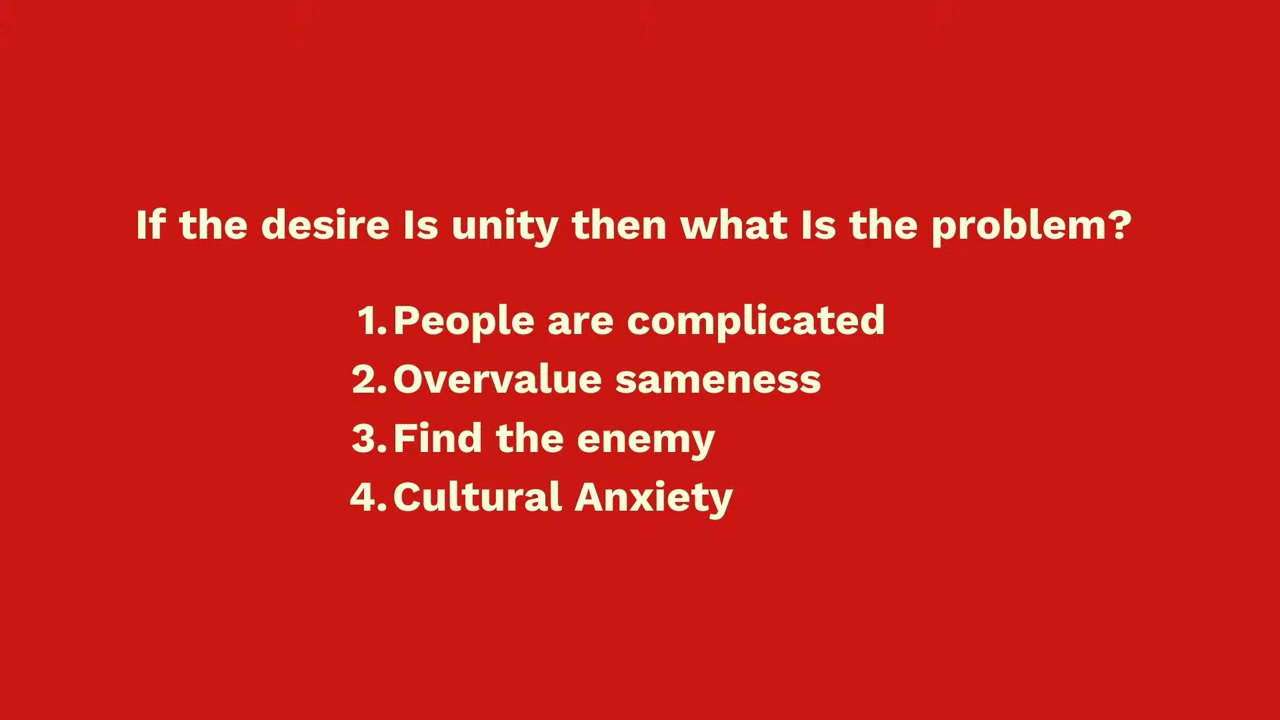 If the desire Is unity then what Is the problem?
1. People are complicated
2. Overvalue sameness
3. Find the enemy
4. Cultural Anxiety